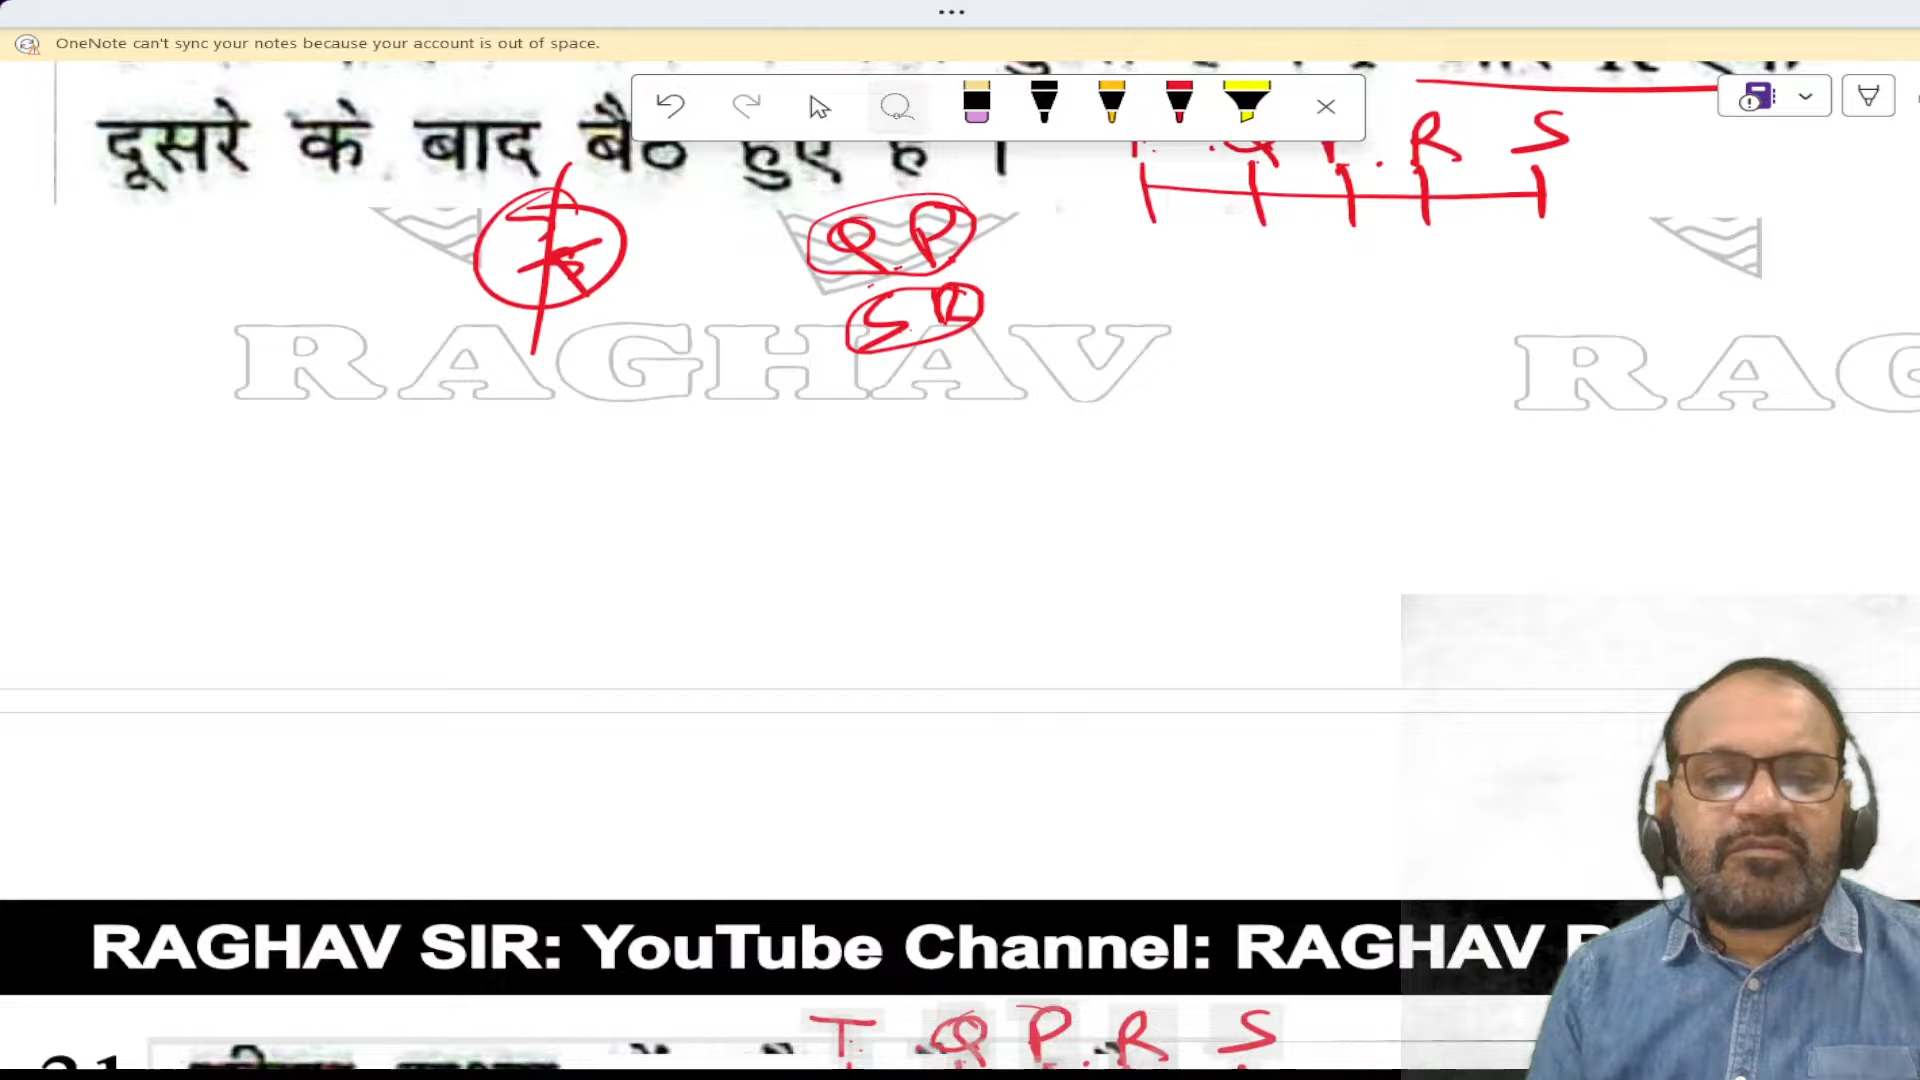 OneNote can't sync your notes because your account is out of space.
दूसरे के बाद बैठे हुए हैं ।
R S
Q P
S R
RAGHAV
RAG
RAGHAV SIR: YouTube Channel: RAGHAV
T Q P R S